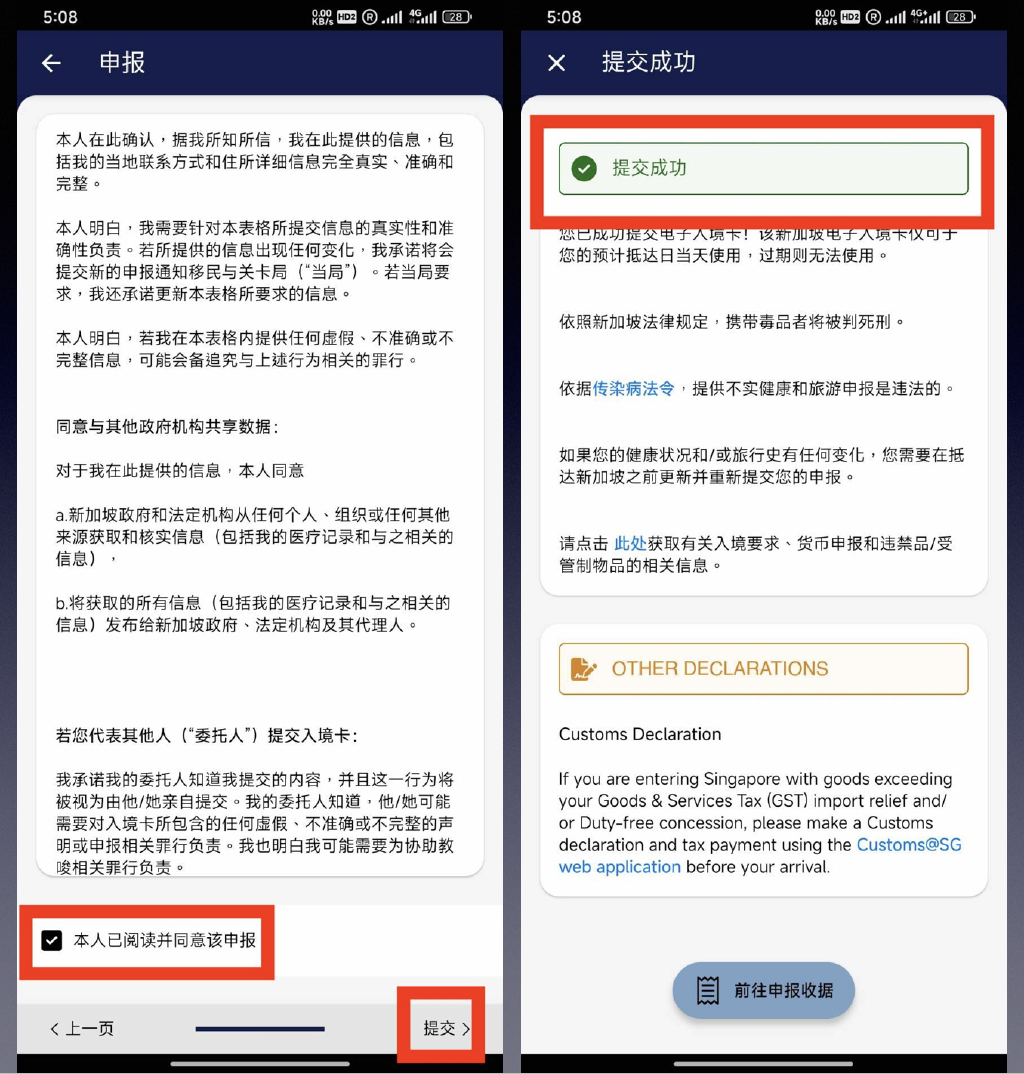 5:08
0.00 KB/s HD2 R 4G 28
申报
本人在此确认，据我所知所信，我在此提供的信息，包
括我的当地联系方式和住所详细信息完全真实、准确和
完整。
本人明白，我需要针对本表格所提交信息的真实性和准
确性负责。若所提供的信息出现任何变化，我承诺将会
提交新的申报通知移民与关卡局（“当局”）。若当局要
求，我还承诺更新本表格所要求的信息。
本人明白，若我在本表格内提供任何虚假、不准确或不
完整信息，可能会备追究与上述行为相关的罪行。
同意与其他政府机构共享数据：
对于我在此提供的信息，本人同意
a.新加坡政府和法定机构从任何个人、组织或任何其他
来源获取和核实信息（包括我的医疗记录和与之相关的
信息），
b.将获取的所有信息（包括我的医疗记录和与之相关的
信息）发布给新加坡政府、法定机构及其代理人。
若您代表其他人（“委托人”）提交入境卡：
我承诺我的委托人知道我提交的内容，并且这一行为将
被视为由他/她亲自提交。我的委托人知道，他/她可能
需要对入境卡所包含的任何虚假、不准确或不完整的声
明或申报相关罪行负责。我也明白我可能需要为协助教
唆相关罪行负责。
本人已阅读并同意该申报
上一页
提交
5:08
0.00 KB/s HD2 R 4G+ 28
提交成功
提交成功
您已成功提交电子入境卡！该新加坡电子入境卡仅可于
您的预计抵达日当天使用，过期则无法使用。
依照新加坡法律规定，携带毒品者将被判死刑。
依据传染病法令，提供不实健康和旅游申报是违法的。
如果您的健康状况和/或旅行史有任何变化，您需要在抵
达新加坡之前更新并重新提交您的申报。
请点击 此处获取有关入境要求、货币申报和违禁品/受
管制物品的相关信息。
OTHER DECLARATIONS
Customs Declaration
If you are entering Singapore with goods exceeding
your Goods & Services Tax (GST) import relief and/
or Duty-free concession, please make a Customs
declaration and tax payment using the Customs@SG
web application before your arrival.
前往申报收据